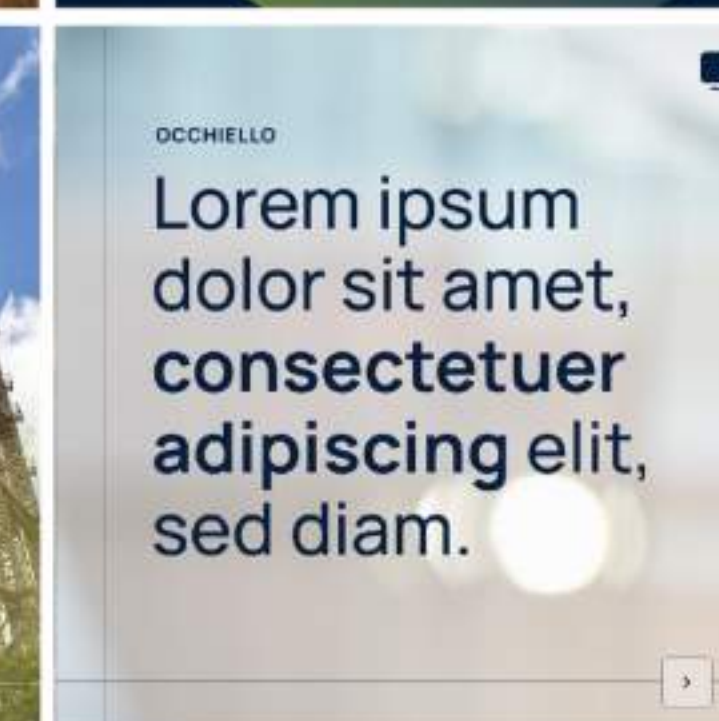 OCCHIELLO
Lorem ipsum
dolor sit amet,
consectetuer
adipiscing elit,
sed diam.